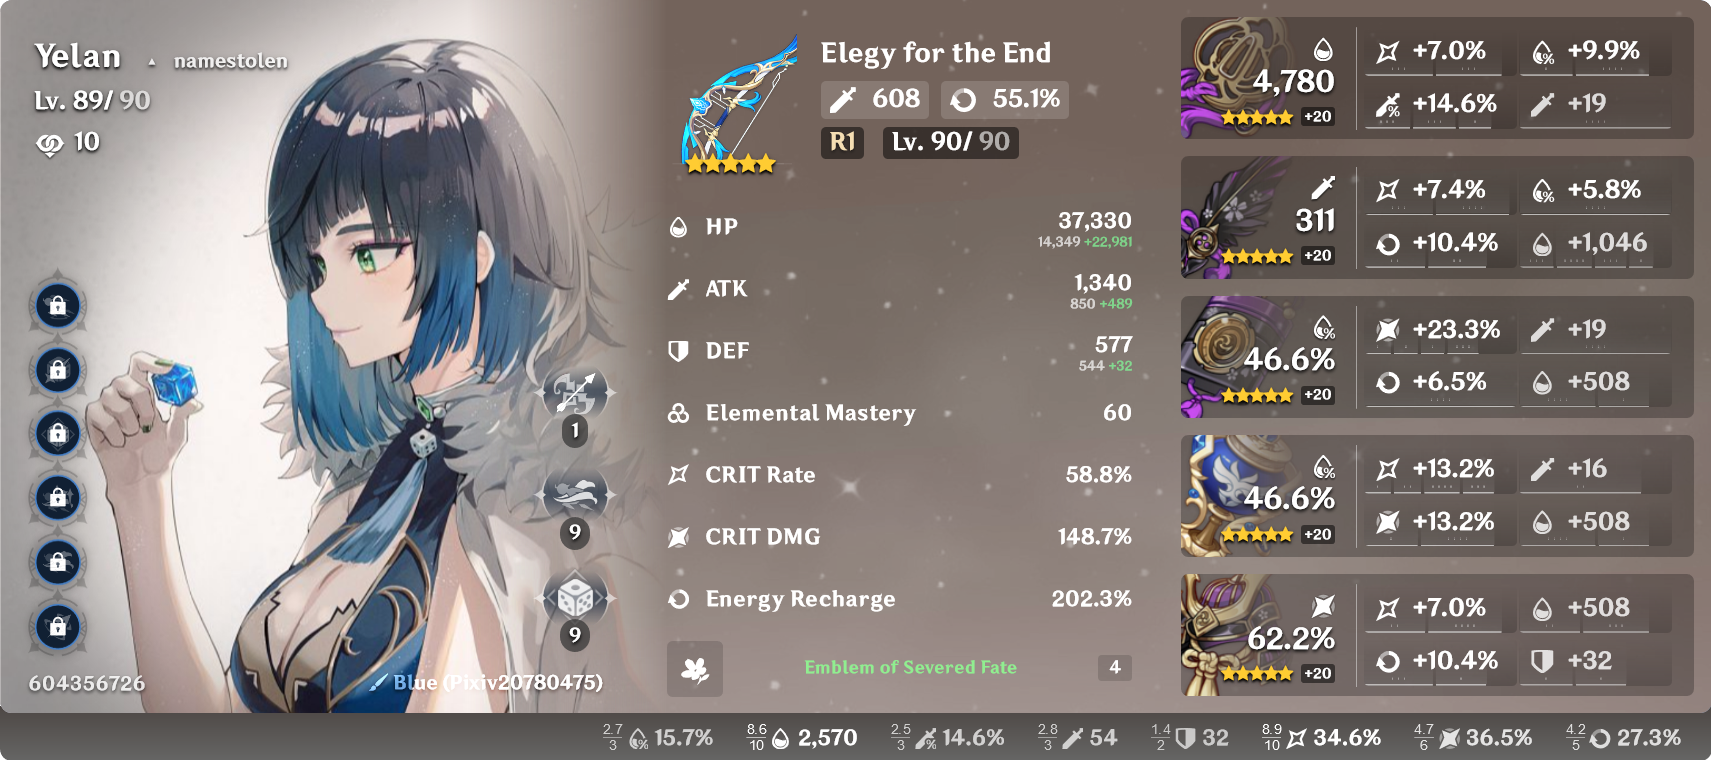 Yelan namestolen
Lv. 89/ 90
10
1
9
9
604356726
Blue (Pixiv20780475)
Elegy for the End
608 55.1%
R1 Lv. 90/ 90
HP 37,330
14,349 +22,981
ATK 1,340
850 +489
DEF 577
544 +32
Elemental Mastery 60
CRIT Rate 58.8%
CRIT DMG 148.7%
Energy Recharge 202.3%
Emblem of Severed Fate 4
4,780
+20
+7.0% +9.9%
+14.6% +19
311
+20
+7.4% +5.8%
+10.4% +1,046
46.6%
+20
+23.3% +19
+6.5% +508
46.6%
+20
+13.2% +16
+13.2% +508
62.2%
+20
+7.0% +508
+10.4% +32
2.7 3 15.7% 8.6 10 2,570 2.5 3 14.6% 2.8 3 54 1.4 2 32 8.9 10 34.6% 4.7 6 36.5% 4.2 5 27.3%